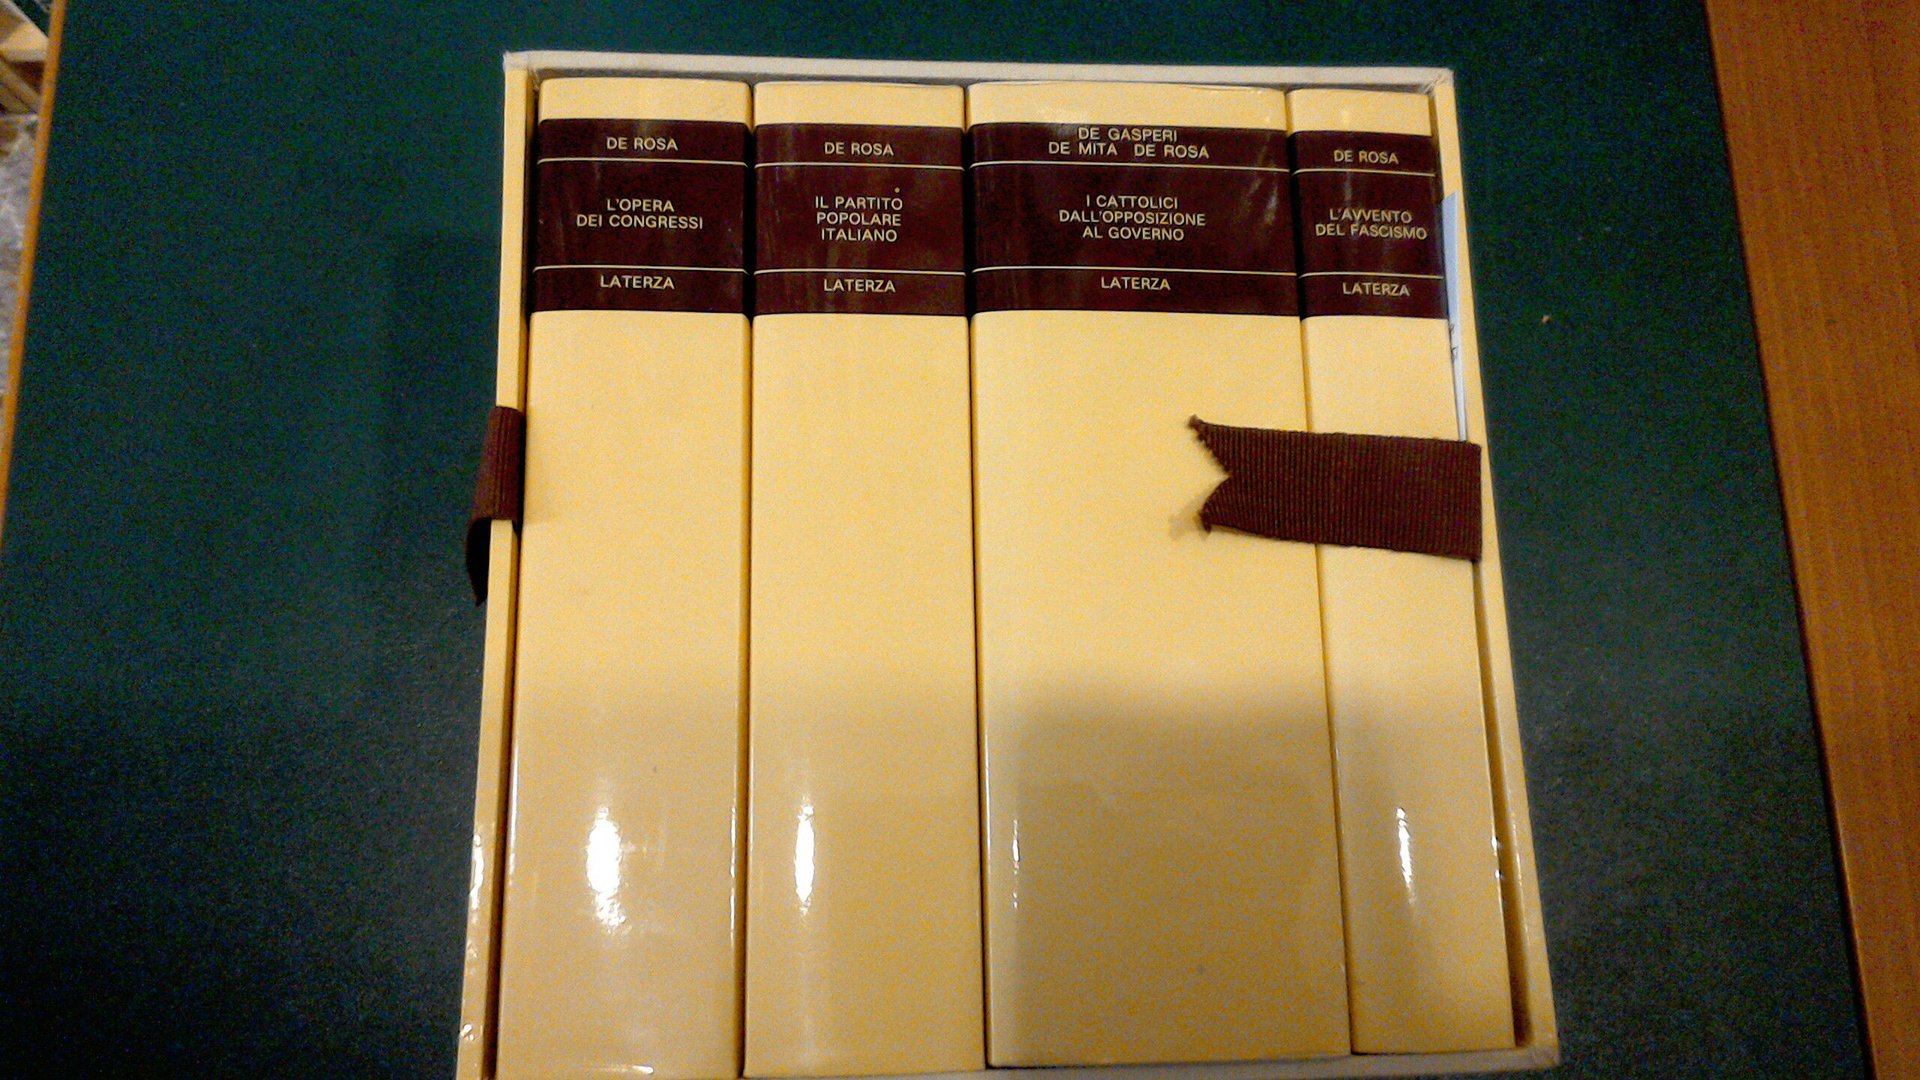 DE ROSA
L'OPERA
DEI CONGRESSI
LATERZA
DE ROSA
IL PARTITO
POPOLARE
ITALIANO
LATERZA
DE GASPERI
DE MITA DE ROSA
I CATTOLICI
DALL'OPPOSIZIONE
AL GOVERNO
LATERZA
DE ROSA
L'AVVENTO
DEL FASCISMO
LATERZA